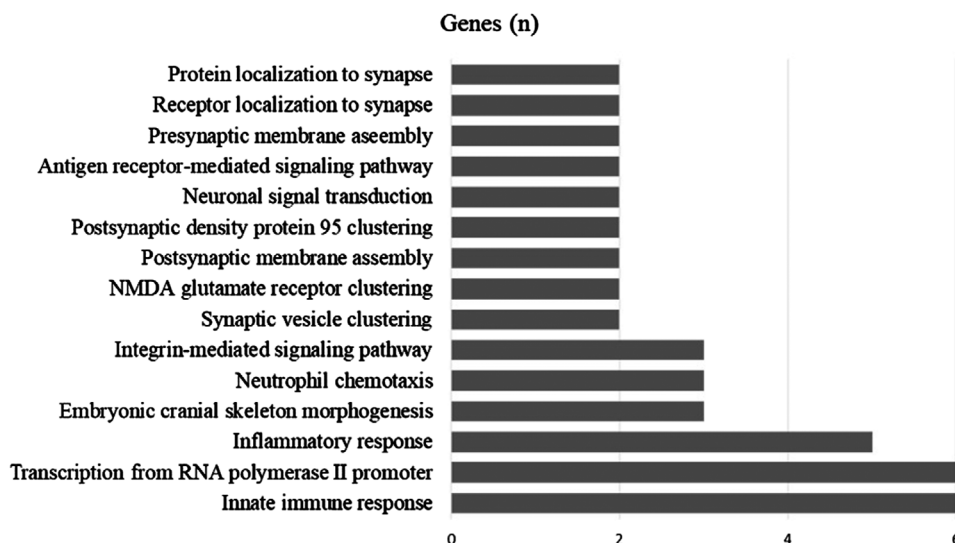 Genes (n)
Protein localization to synapse
Receptor localization to synapse
Presynaptic membrane aseembly
Antigen receptor-mediated signaling pathway
Neuronal signal transduction
Postsynaptic density protein 95 clustering
Postsynaptic membrane assembly
NMDA glutamate receptor clustering
Synaptic vesicle clustering
Integrin-mediated signaling pathway
Neutrophil chemotaxis
Embryonic cranial skeleton morphogenesis
Inflammatory response
Transcription from RNA polymerase II promoter
Innate immune response
0 2 4 6